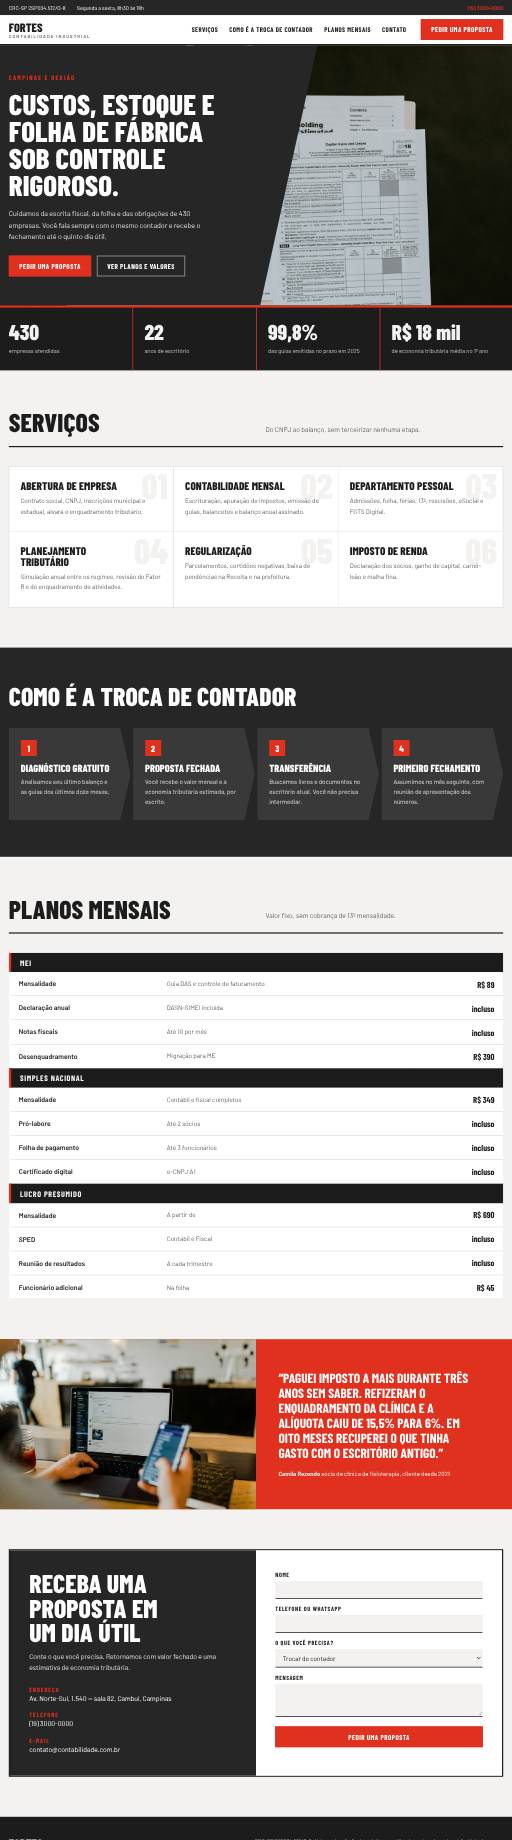 Segunda a sexta, 8h30 às 18h
(19) 3000-0000
FORTES
CONTABILIDADE INDUSTRIAL
SERVIÇOS
COMO É A TROCA DE CONTADOR
PLANOS MENSAIS
CONTATO
PEDIR UMA PROPOSTA
CAMPINAS E REGIÃO
CUSTOS, ESTOQUE E
FOLHA DE FÁBRICA
SOB CONTROLE
RIGOROSO.
Cuidamos da escrita fiscal, da folha e das obrigações de 430
empresas. Você fala sempre com o mesmo contador e recebe o
fechamento até o quinto dia útil.
PEDIR UMA PROPOSTA
VER PLANOS E VALORES
430
empresas atendidas
22
anos de escritório
99,8%
das guias emitidas no prazo em 2025
R$ 18 mil
de economia tributária média no 1º ano
SERVIÇOS
Do CNPJ ao balanço, sem terceirizar nenhuma etapa.
01
ABERTURA DE EMPRESA
Contrato social, CNPJ, inscrições municipal e
estadual, alvará e enquadramento tributário.
02
CONTABILIDADE MENSAL
Escrituração, apuração de impostos, emissão de
guias, balancetes e balanço anual assinado.
03
DEPARTAMENTO PESSOAL
Admissões, folha, férias, 13º, rescisões, eSocial e
FGTS Digital.
04
PLANEJAMENTO
TRIBUTÁRIO
Simulação anual entre os regimes, revisão do Fator
R e do enquadramento de atividades.
05
REGULARIZAÇÃO
Parcelamentos, certidões negativas, baixa de
pendências na Receita e na prefeitura.
06
IMPOSTO DE RENDA
Declaração dos sócios, ganho de capital, carnê-
leão e malha fina.
COMO É A TROCA DE CONTADOR
1
DIAGNÓSTICO GRATUITO
Analisamos seu último balanço e
as guias dos últimos doze meses.
2
PROPOSTA FECHADA
Você recebe o valor mensal e a
economia tributária estimada, por
escrito.
3
TRANSFERÊNCIA
Buscamos livros e documentos no
escritório atual. Você não precisa
intermediar.
4
PRIMEIRO FECHAMENTO
Assumimos no mês seguinte, com
reunião de apresentação dos
números.
PLANOS MENSAIS
Valor fixo, sem cobrança de 13ª mensalidade.
MEI
Mensalidade Guia DAS e controle de faturamento R$ 89
Declaração anual DASN-SIMEI incluída incluso
Notas fiscais Até 10 por mês incluso
Desenquadramento Migração para ME R$ 390
SIMPLES NACIONAL
Mensalidade Contábil e fiscal completos R$ 349
Pró-labore Até 2 sócios incluso
Folha de pagamento Até 3 funcionários incluso
Certificado digital e-CNPJ A1 incluso
LUCRO PRESUMIDO
Mensalidade A partir de R$ 690
SPED Contábil e Fiscal incluso
Reunião de resultados A cada trimestre incluso
Funcionário adicional Na folha R$ 45
“PAGUEI IMPOSTO A MAIS DURANTE TRÊS
ANOS SEM SABER. REFIZERAM O
ENQUADRAMENTO DA CLÍNICA E A
ALÍQUOTA CAIU DE 15,5% PARA 6%. EM
OITO MESES RECUPEREI O QUE TINHA
GASTO COM O ESCRITÓRIO ANTIGO.”
Camila Rezende sócia de clínica de fisioterapia, cliente desde 2021
RECEBA UMA
PROPOSTA EM
UM DIA ÚTIL
Conte o que você precisa. Retornamos com valor fechado e uma
estimativa de economia tributária.
ENDEREÇO
Av. Norte-Sul, 1.540 — sala 82, Cambuí, Campinas
TELEFONE
(19) 3000-0000
E-MAIL
contato@contabilidade.com.br
NOME
TELEFONE OU WHATSAPP
O QUE VOCÊ PRECISA?
Trocar de contador
MENSAGEM
PEDIR UMA PROPOSTA